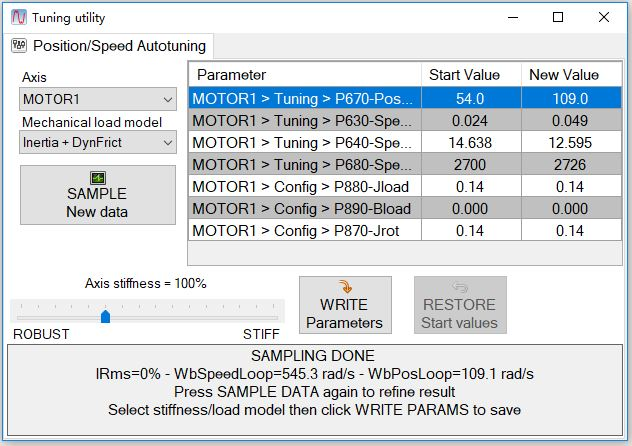 Tuning utility
Position/Speed Autotuning
Axis
MOTOR1
Mechanical load model
Inertia + DynFrict
SAMPLE
New data
Parameter Start Value New Value
MOTOR1 > Tuning > P670-Pos... 54.0 109.0
MOTOR1 > Tuning > P630-Spe... 0.024 0.049
MOTOR1 > Tuning > P640-Spe... 14.638 12.595
MOTOR1 > Tuning > P680-Spe... 2700 2726
MOTOR1 > Config > P880-Jload 0.14 0.14
MOTOR1 > Config > P890-Bload 0.000 0.000
MOTOR1 > Config > P870-Jrot 0.14 0.14
Axis stiffness = 100%
ROBUST STIFF
WRITE
Parameters
RESTORE
Start values
SAMPLING DONE
IRms=0% - WbSpeedLoop=545.3 rad/s - WbPosLoop=109.1 rad/s
Press SAMPLE DATA again to refine result
Select stiffness/load model then click WRITE PARAMS to save